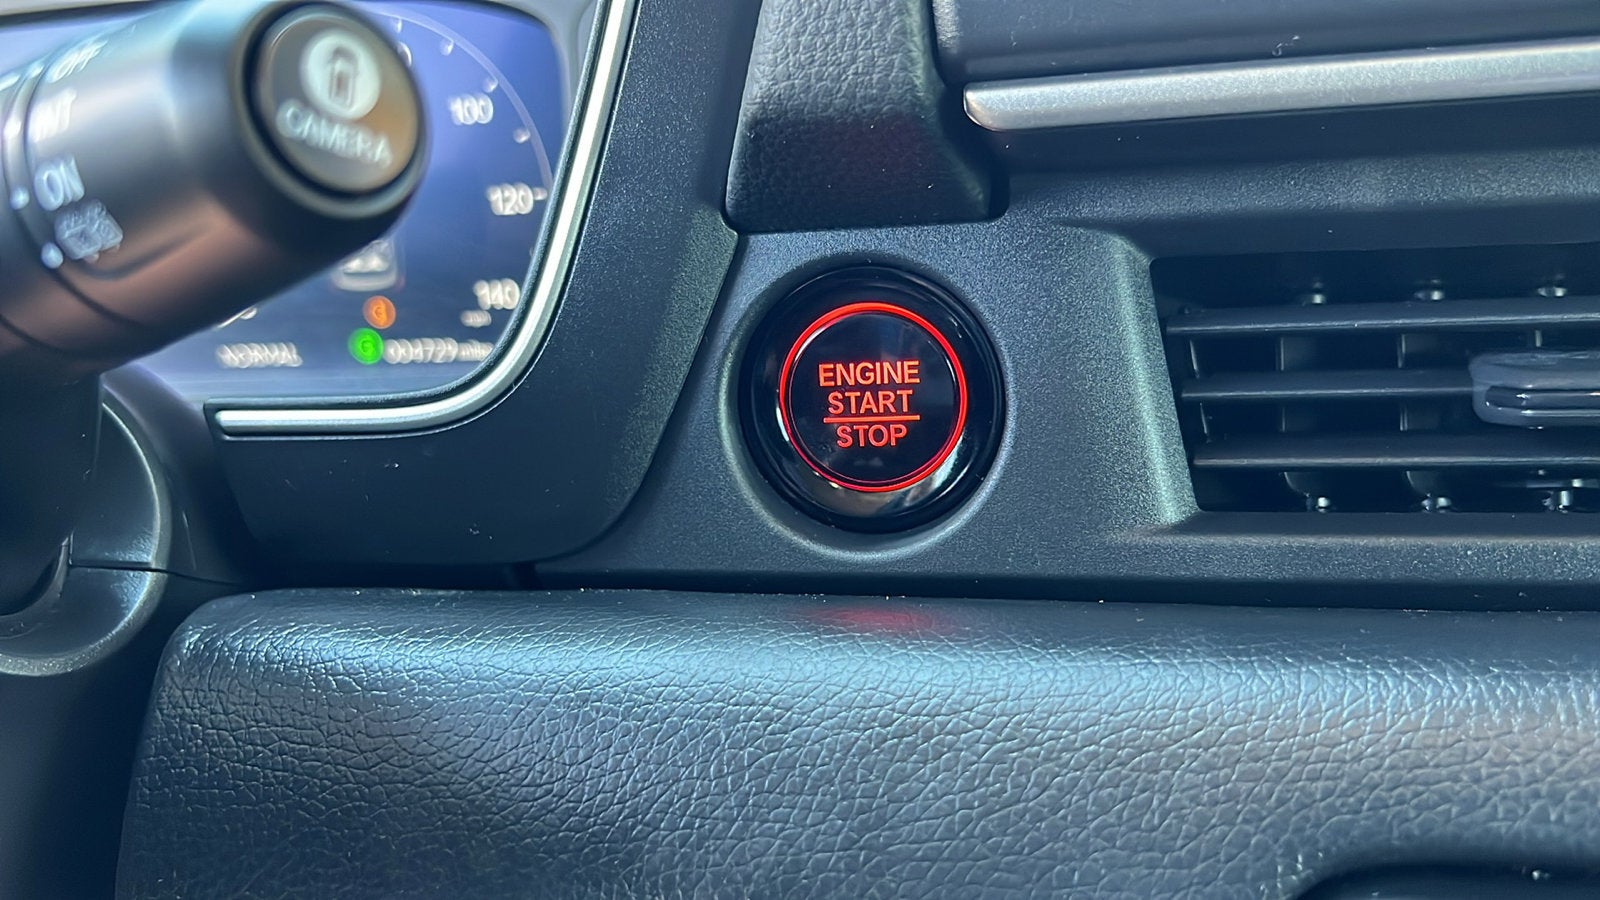 OFF
INT
ON
CAMERA
100
120
140
NORMAL
004729 miles
ENGINE
START
STOP